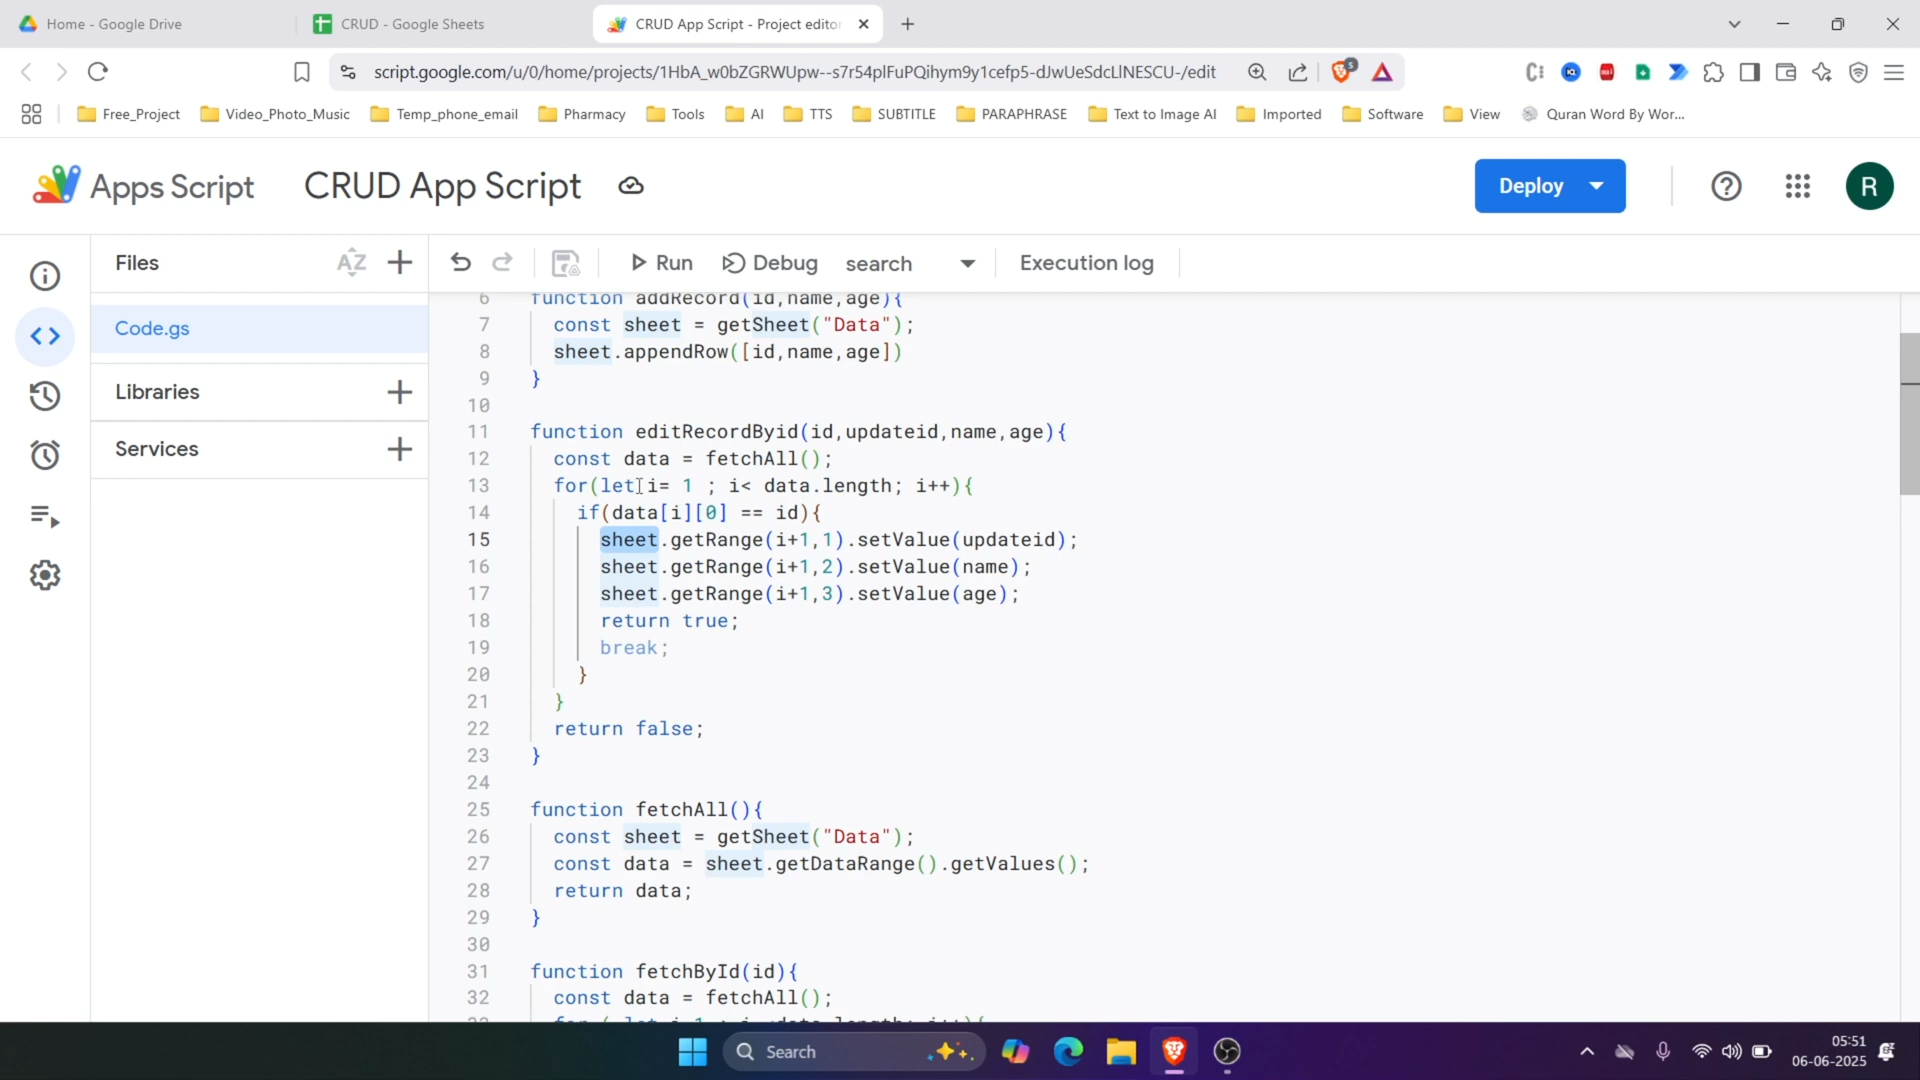 Home - Google Drive
CRUD - Google Sheets
CRUD App Script - Project editor
script.google.com/u/0/home/projects/1HbA_w0bZGRWUpw--s7r54plFuPQihym9y1cefp5-dJwUeSdcLlNESCU-/edit
Free_Project
Video_Photo_Music
Temp_phone_email
Pharmacy
Tools
AI
TTS
SUBTITLE
PARAPHRASE
Text to Image AI
Imported
Software
View
Quran Word By Wor...
Apps Script
CRUD App Script
Deploy
R
Files
AZ
Run
Debug
search
Execution log
Code.gs
Libraries
Services
6 function addRecord(id,name,age){
7 const sheet = getSheet("Data");
8 sheet.appendRow([id,name,age])
9 }
10
11 function editRecordByid(id,updateid,name,age){
12 const data = fetchAll();
13 for(let i= 1 ; i< data.length; i++){
14 if(data[i][0] == id){
15 sheet.getRange(i+1,1).setValue(updateid);
16 sheet.getRange(i+1,2).setValue(name);
17 sheet.getRange(i+1,3).setValue(age);
18 return true;
19 break;
20 }
21 }
22 return false;
23 }
24
25 function fetchAll(){
26 const sheet = getSheet("Data");
27 const data = sheet.getDataRange().getValues();
28 return data;
29 }
30
31 function fetchById(id){
32 const data = fetchAll();
Search
05:51
06-06-2025